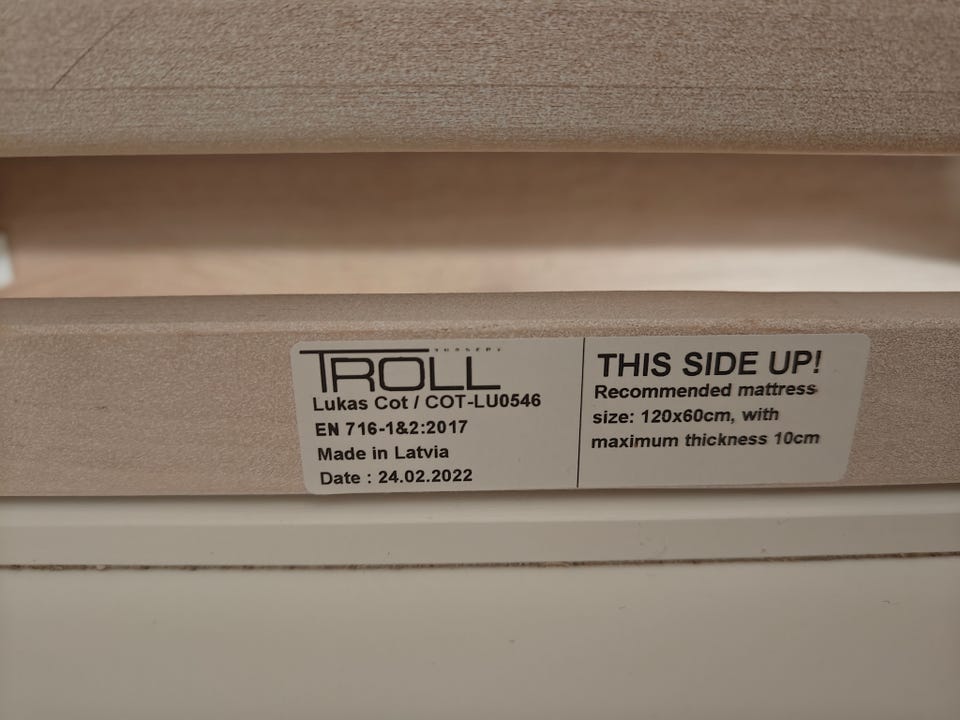 NURSERY
TROLL
Lukas Cot / COT-LU0546
EN 716-1&2:2017
Made in Latvia
Date : 24.02.2022
THIS SIDE UP!
Recommended mattress
size: 120x60cm, with
maximum thickness 10cm